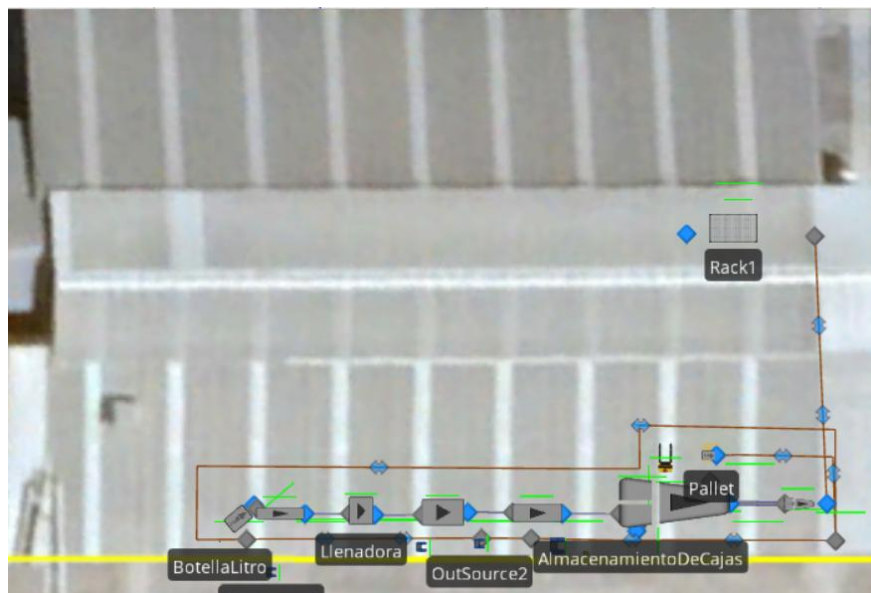 Rack1
Pallet
Llenadora
AlmacenamientoDeCajas
BotellaLitro
OutSource2